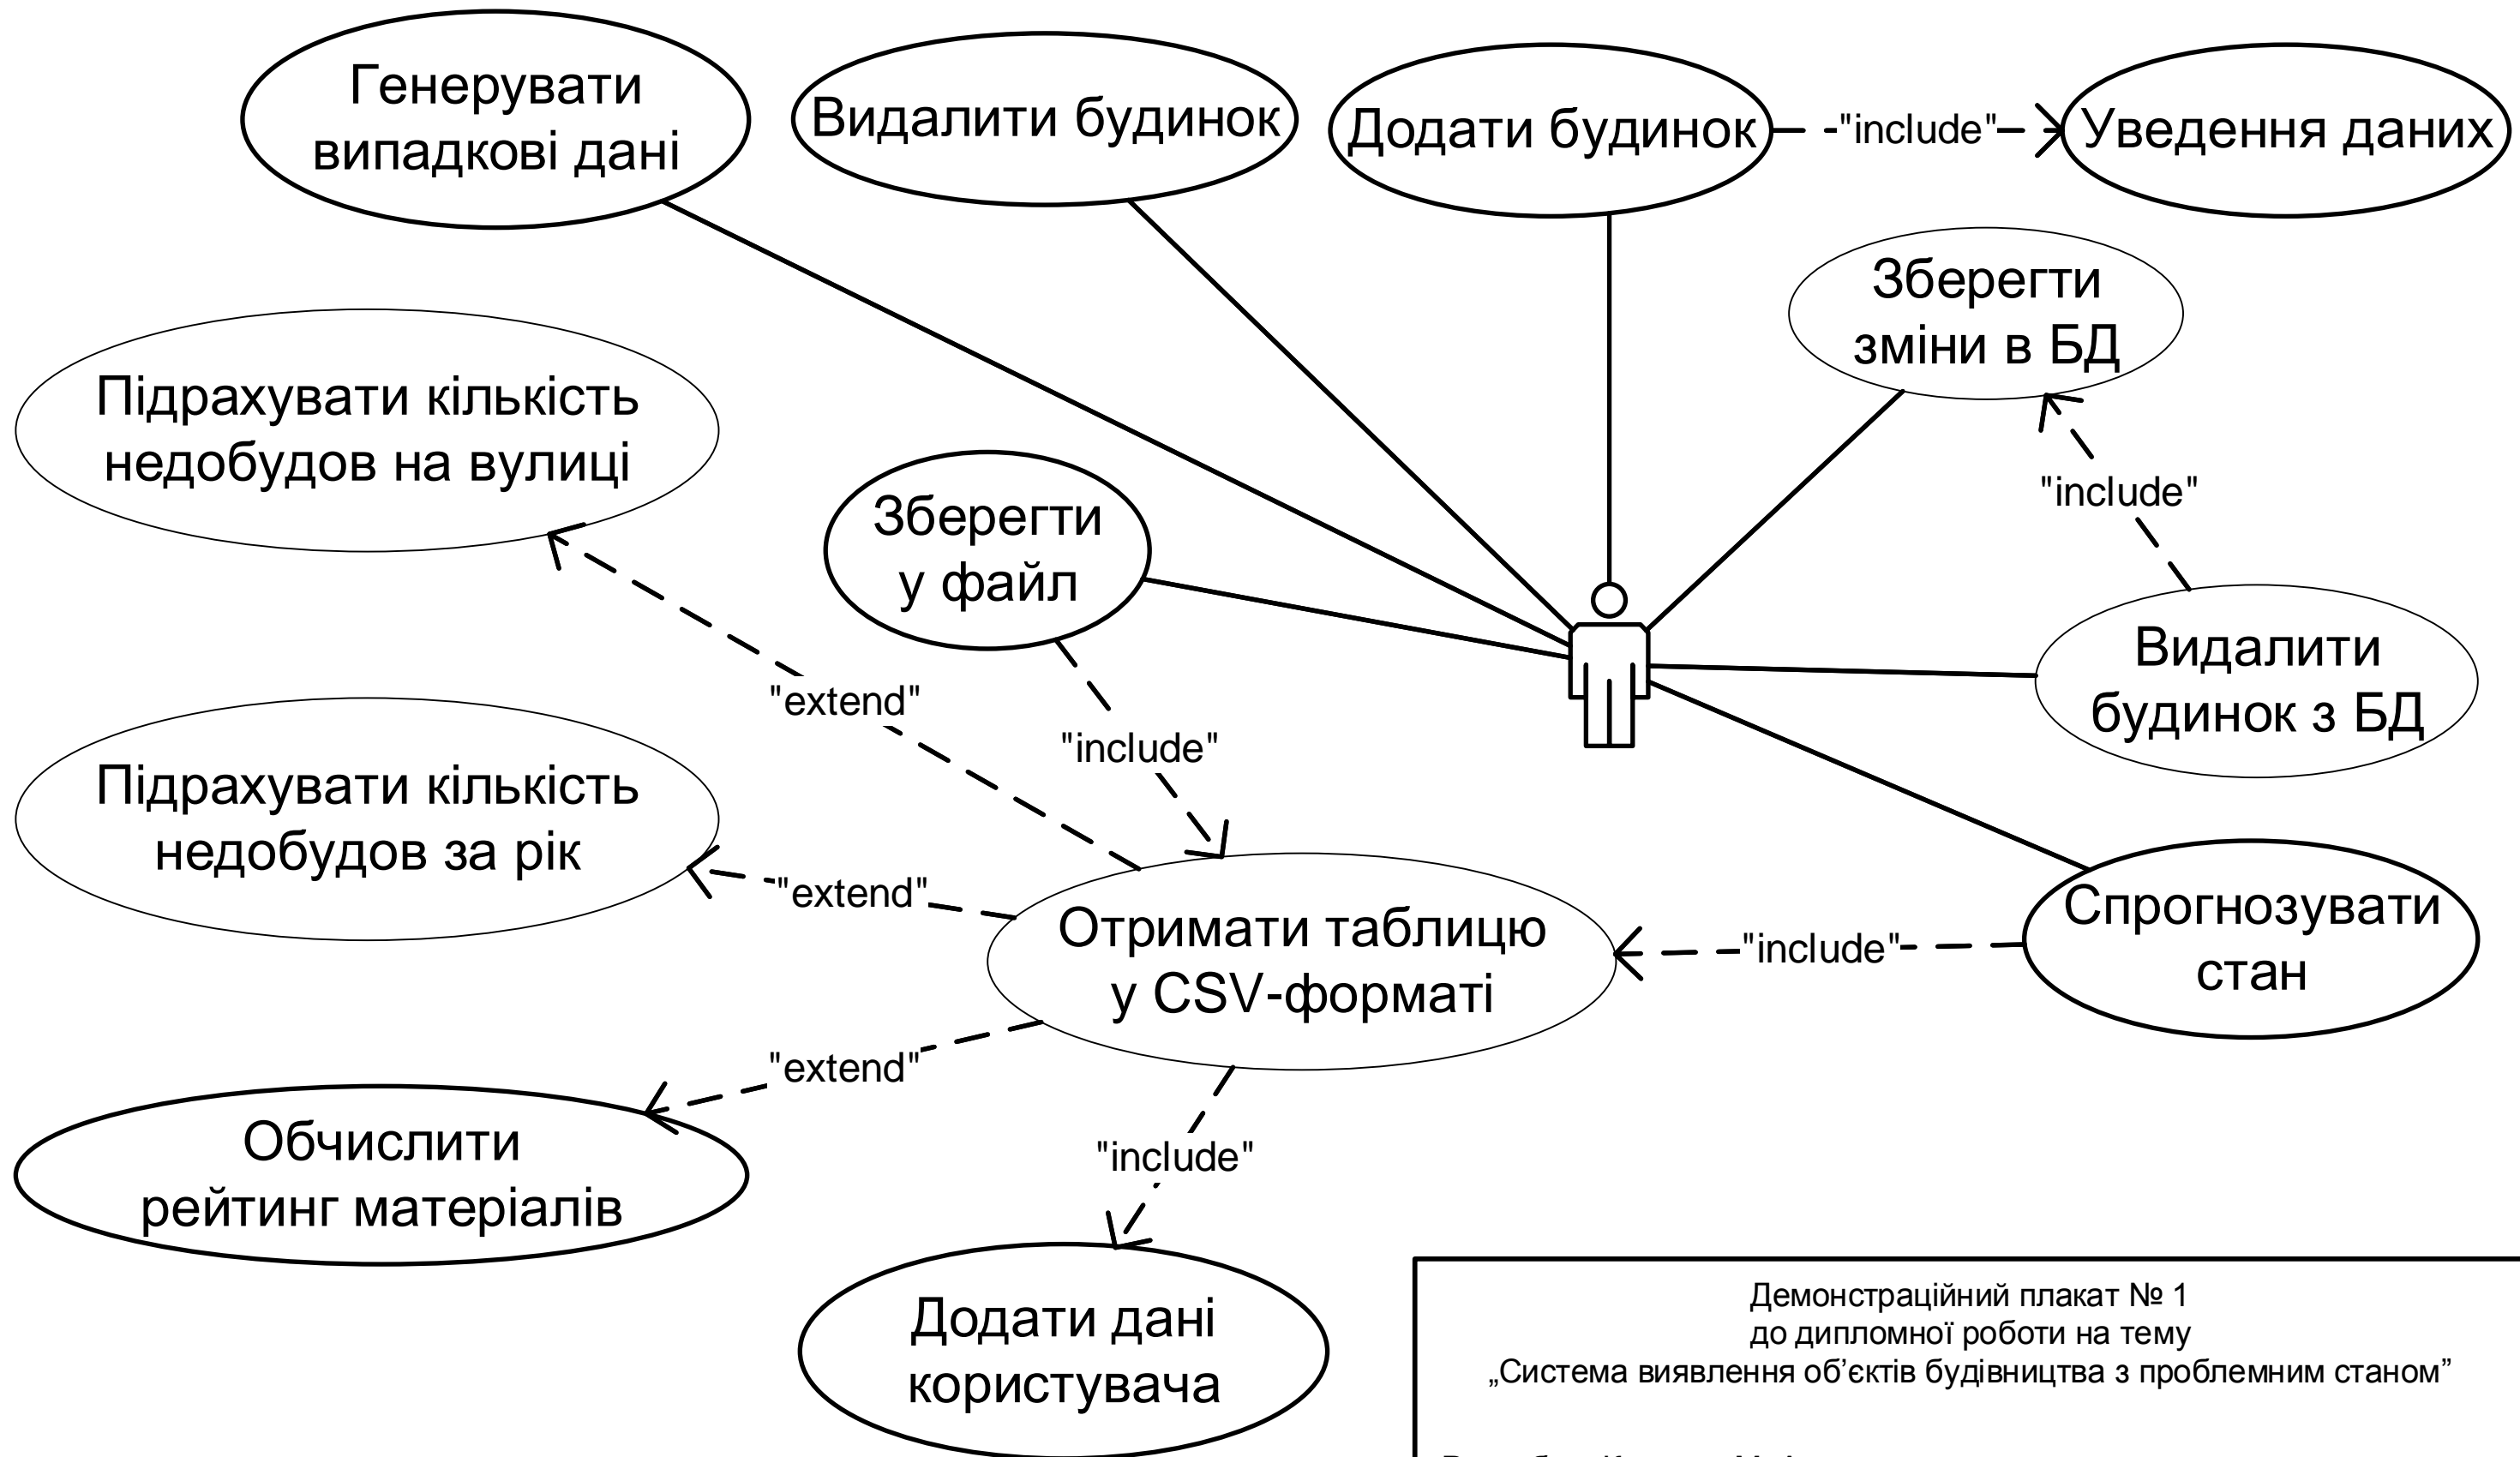 Генерувати
випадкові дані
Видалити будинок
Додати будинок
"include"
Уведення даних
Зберегти
зміни в БД
Підрахувати кількість
недобудов на вулиці
Зберегти
у файл
"include"
Видалити
будинок з БД
"extend"
"include"
Підрахувати кількість
недобудов за рік
"extend"
Отримати таблицю
у CSV-форматі
"include"
Спрогнозувати
стан
"extend"
Обчислити
рейтинг матеріалів
"include"
Додати дані
користувача
Демонстраційний плакат № 1
до дипломної роботи на тему
„Система виявлення об’єктів будівництва з проблемним станом”